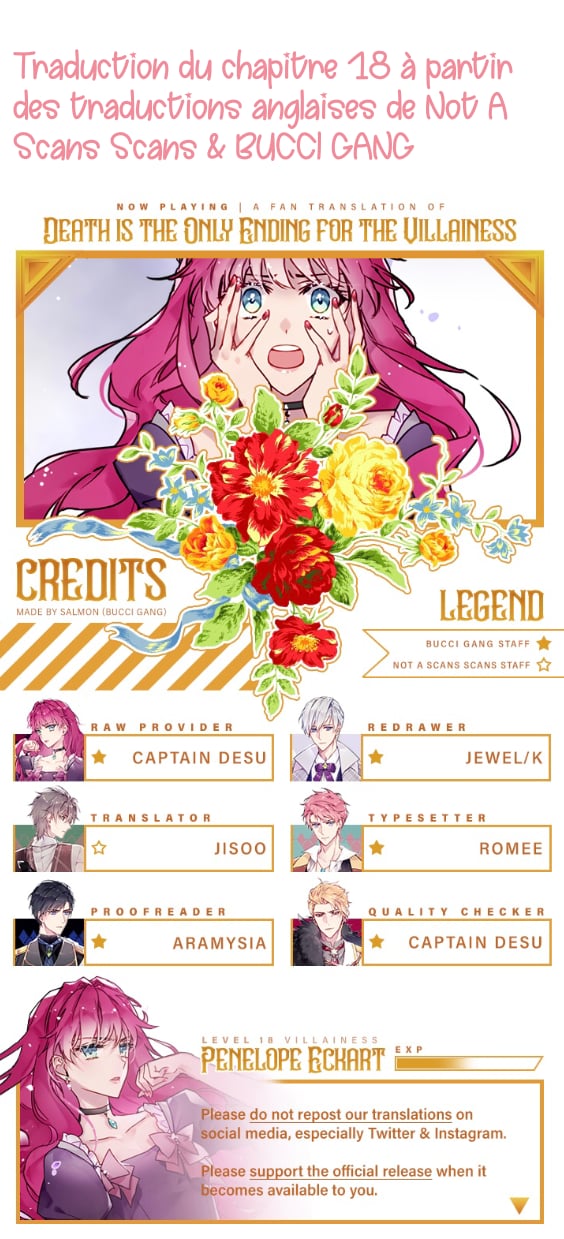 Traduction du chapitre 18 à partir
des traductions anglaises de Not A
Scans Scans & BUCCI GANG
NOW PLAYING | A FAN TRANSLATION OF
DEATH IS THE ONLY ENDING FOR THE VILLAINESS
CREDITS
MADE BY SALMON (BUCCI GANG)
LEGEND
BUCCI GANG STAFF ★
NOT A SCANS SCANS STAFF ☆
RAW PROVIDER
★ CAPTAIN DESU
REDRAWER
★ JEWEL/K
TRANSLATOR
☆ JISOO
TYPESETTER
★ ROMEE
PROOFREADER
★ ARAMYSIA
QUALITY CHECKER
★ CAPTAIN DESU
LEVEL 18 VILLAINESS
PENELOPE ECKART
EXP
Please do not repost our translations on
social media, especially Twitter & Instagram.
Please support the official release when it
becomes available to you.